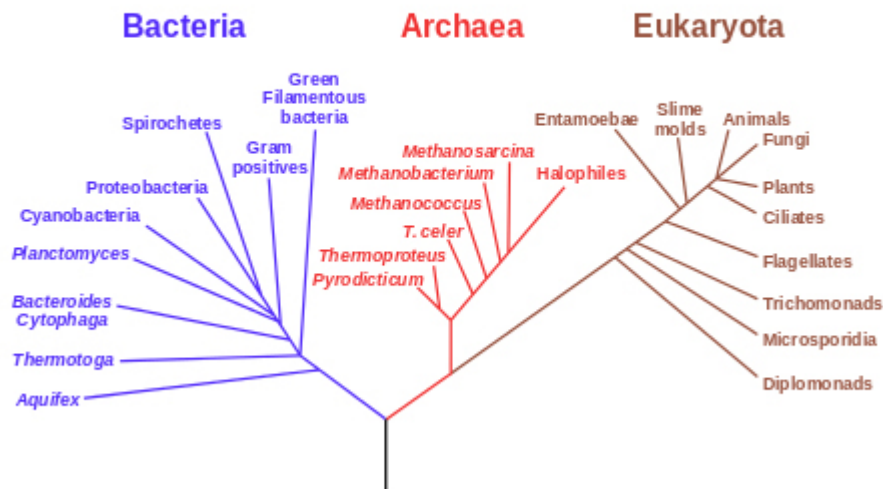 Bacteria
Archaea
Eukaryota
Green
Filamentous
bacteria
Spirochetes
Gram
positives
Proteobacteria
Cyanobacteria
Planctomyces
Bacteroides
Cytophaga
Thermotoga
Aquifex
Methanosarcina
Methanobacterium
Halophiles
Methanococcus
T. celer
Thermoproteus
Pyrodicticum
Entamoebae
Slime
molds
Animals
Fungi
Plants
Ciliates
Flagellates
Trichomonads
Microsporidia
Diplomonads